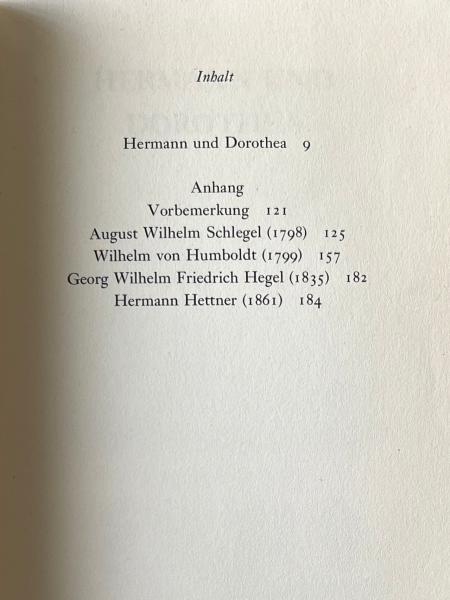 Inhalt
Hermann und Dorothea 9
Anhang
Vorbemerkung 121
August Wilhelm Schlegel (1798) 125
Wilhelm von Humboldt (1799) 157
Georg Wilhelm Friedrich Hegel (1835) 182
Hermann Hettner (1861) 184